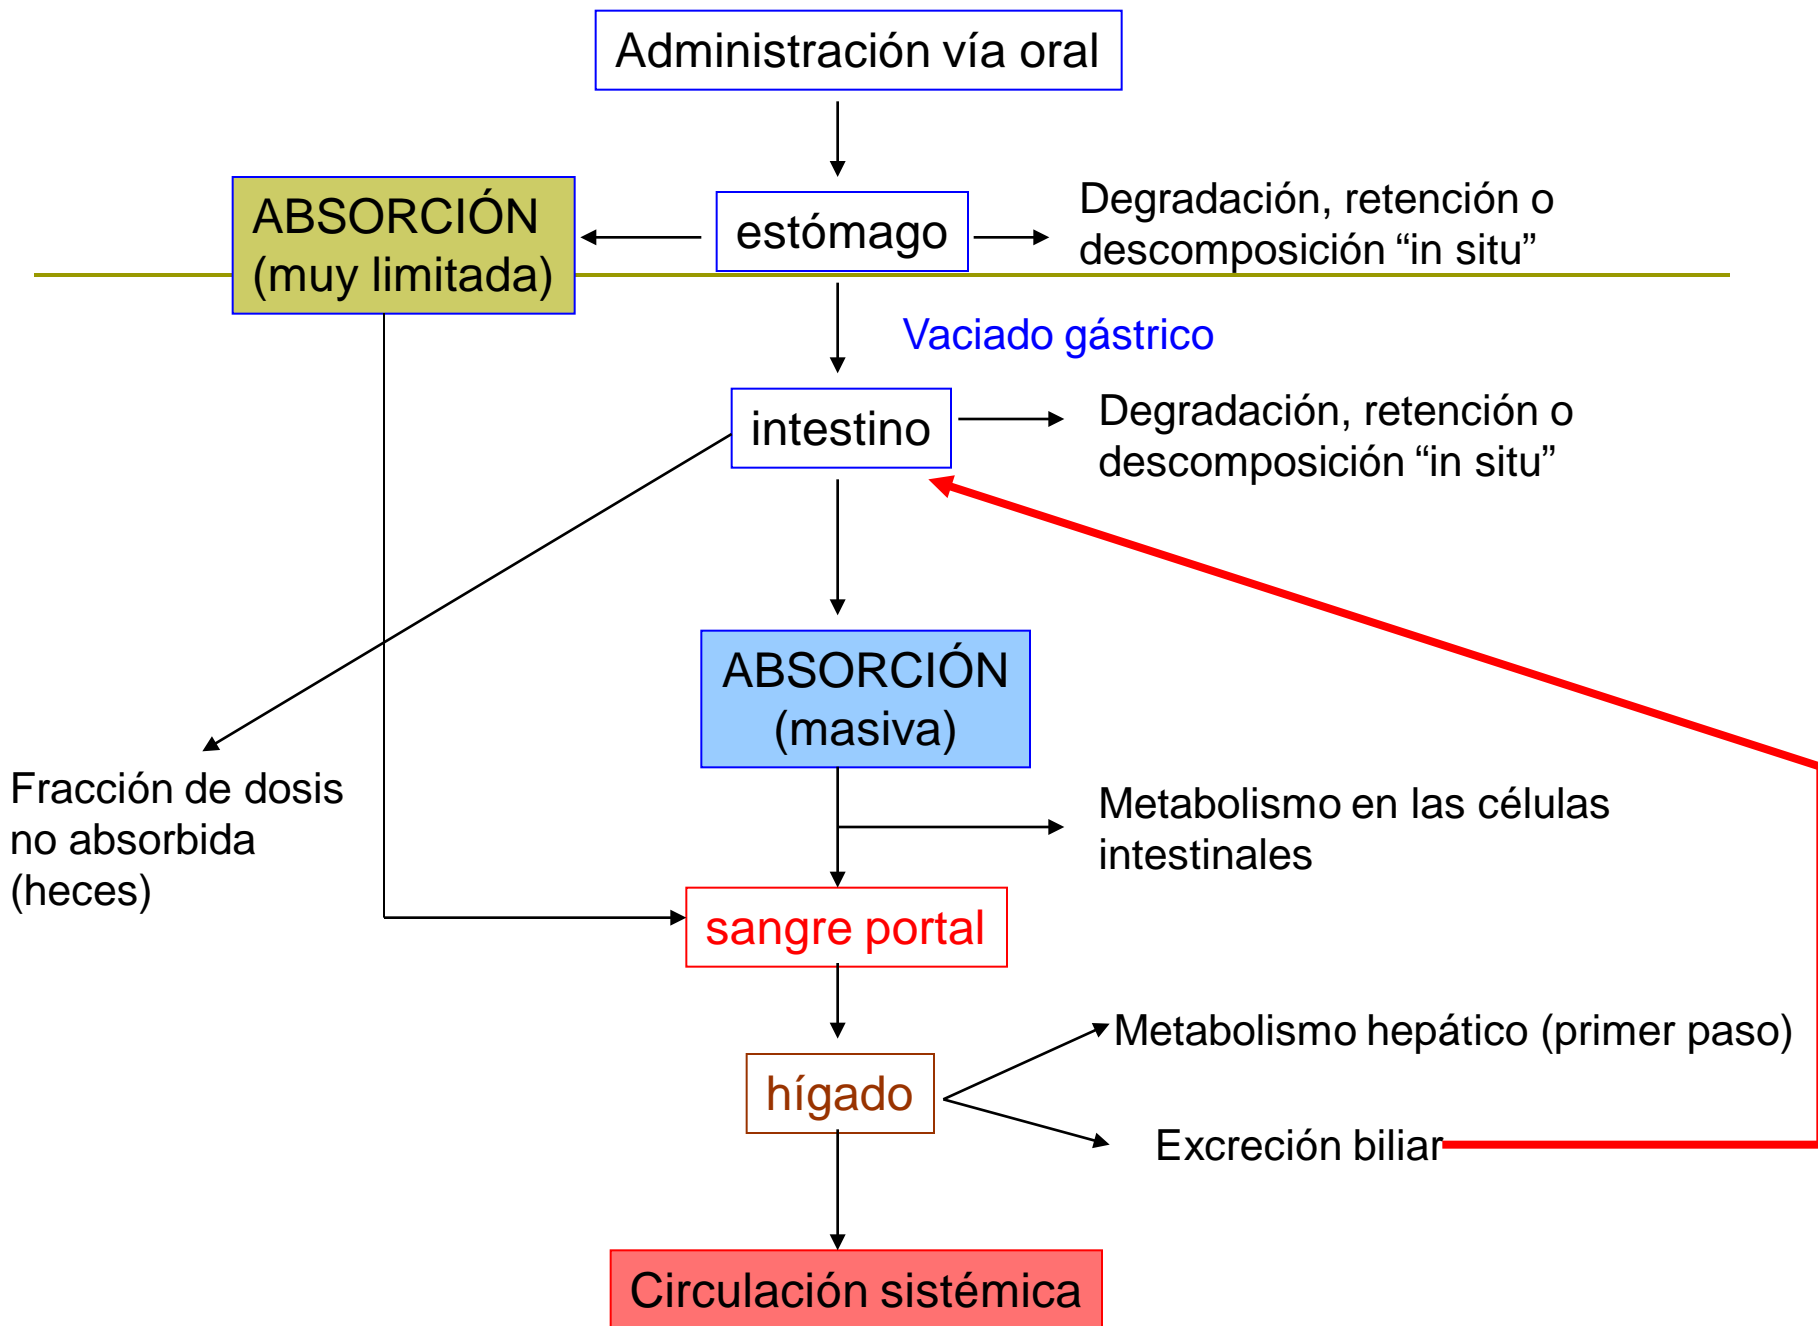 Administración vía oral
ABSORCIÓN
(muy limitada)
estómago
Degradación, retención o
descomposición “in situ”
Vaciado gástrico
intestino
Degradación, retención o
descomposición “in situ”
ABSORCIÓN
(masiva)
Fracción de dosis
no absorbida
(heces)
Metabolismo en las células
intestinales
sangre portal
Metabolismo hepático (primer paso)
hígado
Excreción biliar
Circulación sistémica